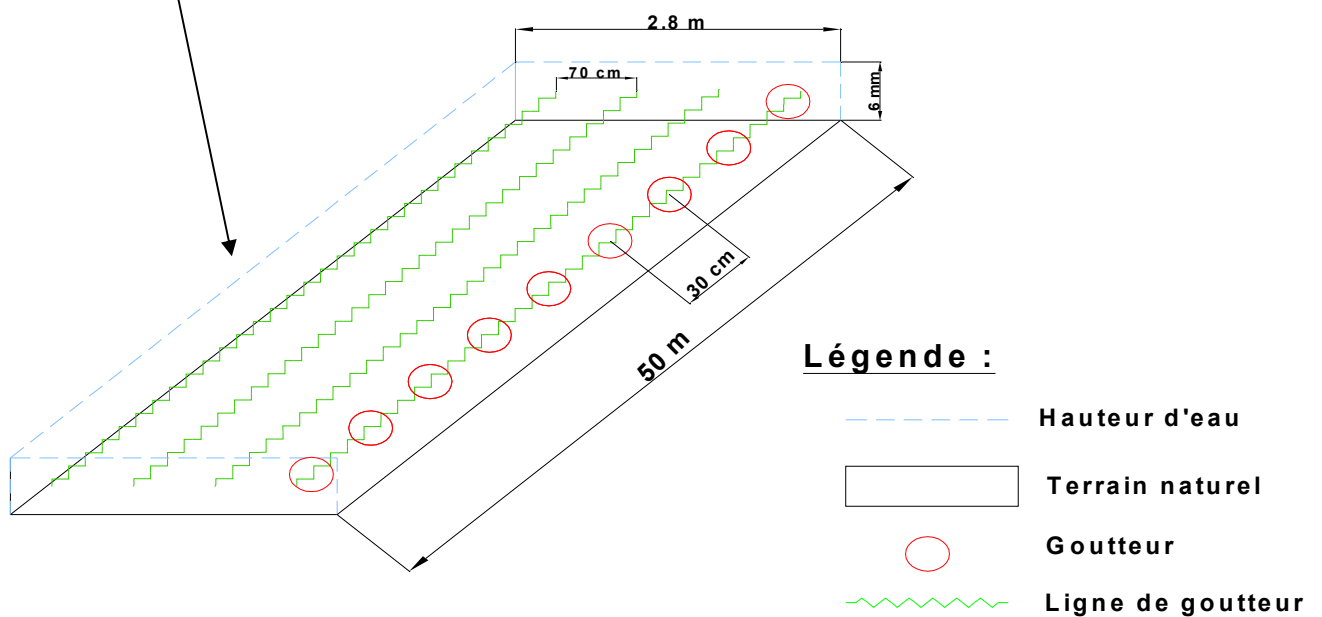 2.8 m
70 cm
6 mm
30 cm
50 m
Légende :
Hauteur d'eau
Terrain naturel
Goutteur
Ligne de goutteur